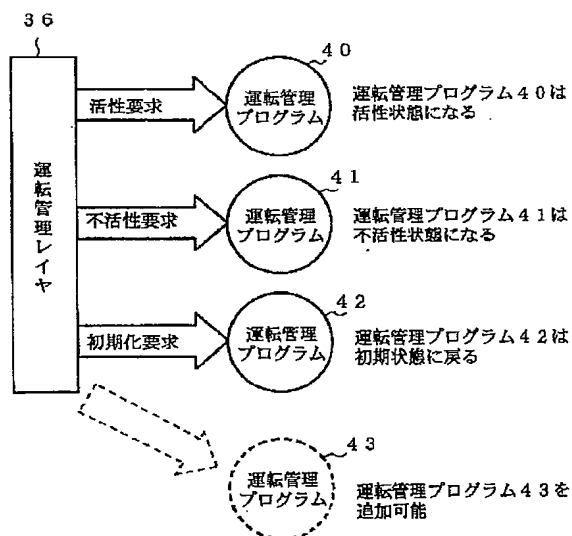 ３６
運転管理レイヤ
活性要求
４０
運転管理
プログラム
運転管理プログラム４０は
活性状態になる
不活性要求
４１
運転管理
プログラム
運転管理プログラム４１は
不活性状態になる
初期化要求
４２
運転管理
プログラム
運転管理プログラム４２は
初期状態に戻る
４３
運転管理
プログラム
運転管理プログラム４３を
追加可能